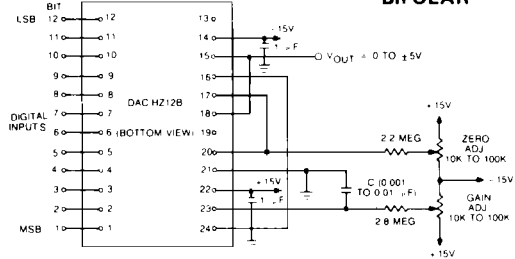 BIPOLAR
BIT
LSB 12 12
11 11
10 10
9 9
8 8
7 7
6 6
5 5
4 4
3 3
2 2
MSB 1 1
DIGITAL
INPUTS
DAC HZ12B
(BOTTOM VIEW)
13
14
15
16
17
18
19
20
21
22
23
24
- 15V
1 µF
VOUT = 0 TO ±5V
+15V
1 µF
C (0.001
TO 0.01 µF)
2.2 MEG
2.8 MEG
+ 15V
ZERO
ADJ
10K TO 100K
- 15V
GAIN
ADJ
10K TO 100K
+ 15V